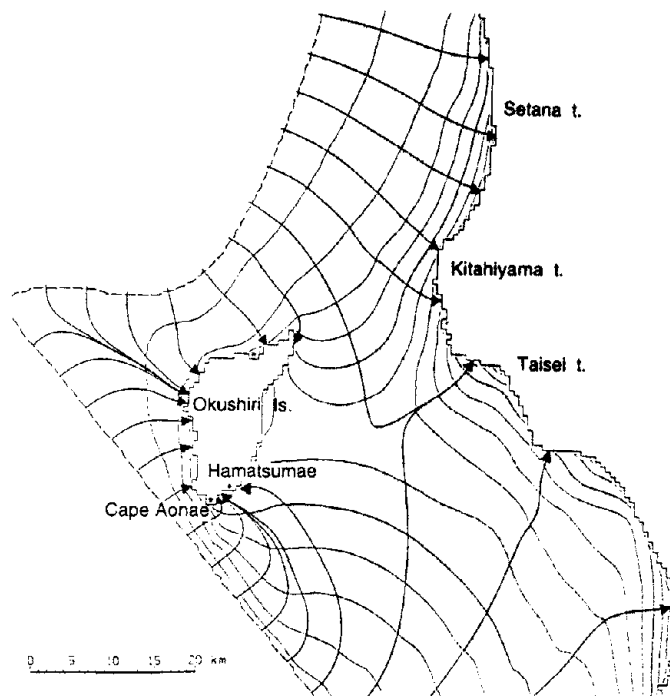 Setana t.
Kitahiyama t.
Taisei t.
Okushiri Is.
Hamatsumae
Cape Aonae
0 5 10 15 20 km